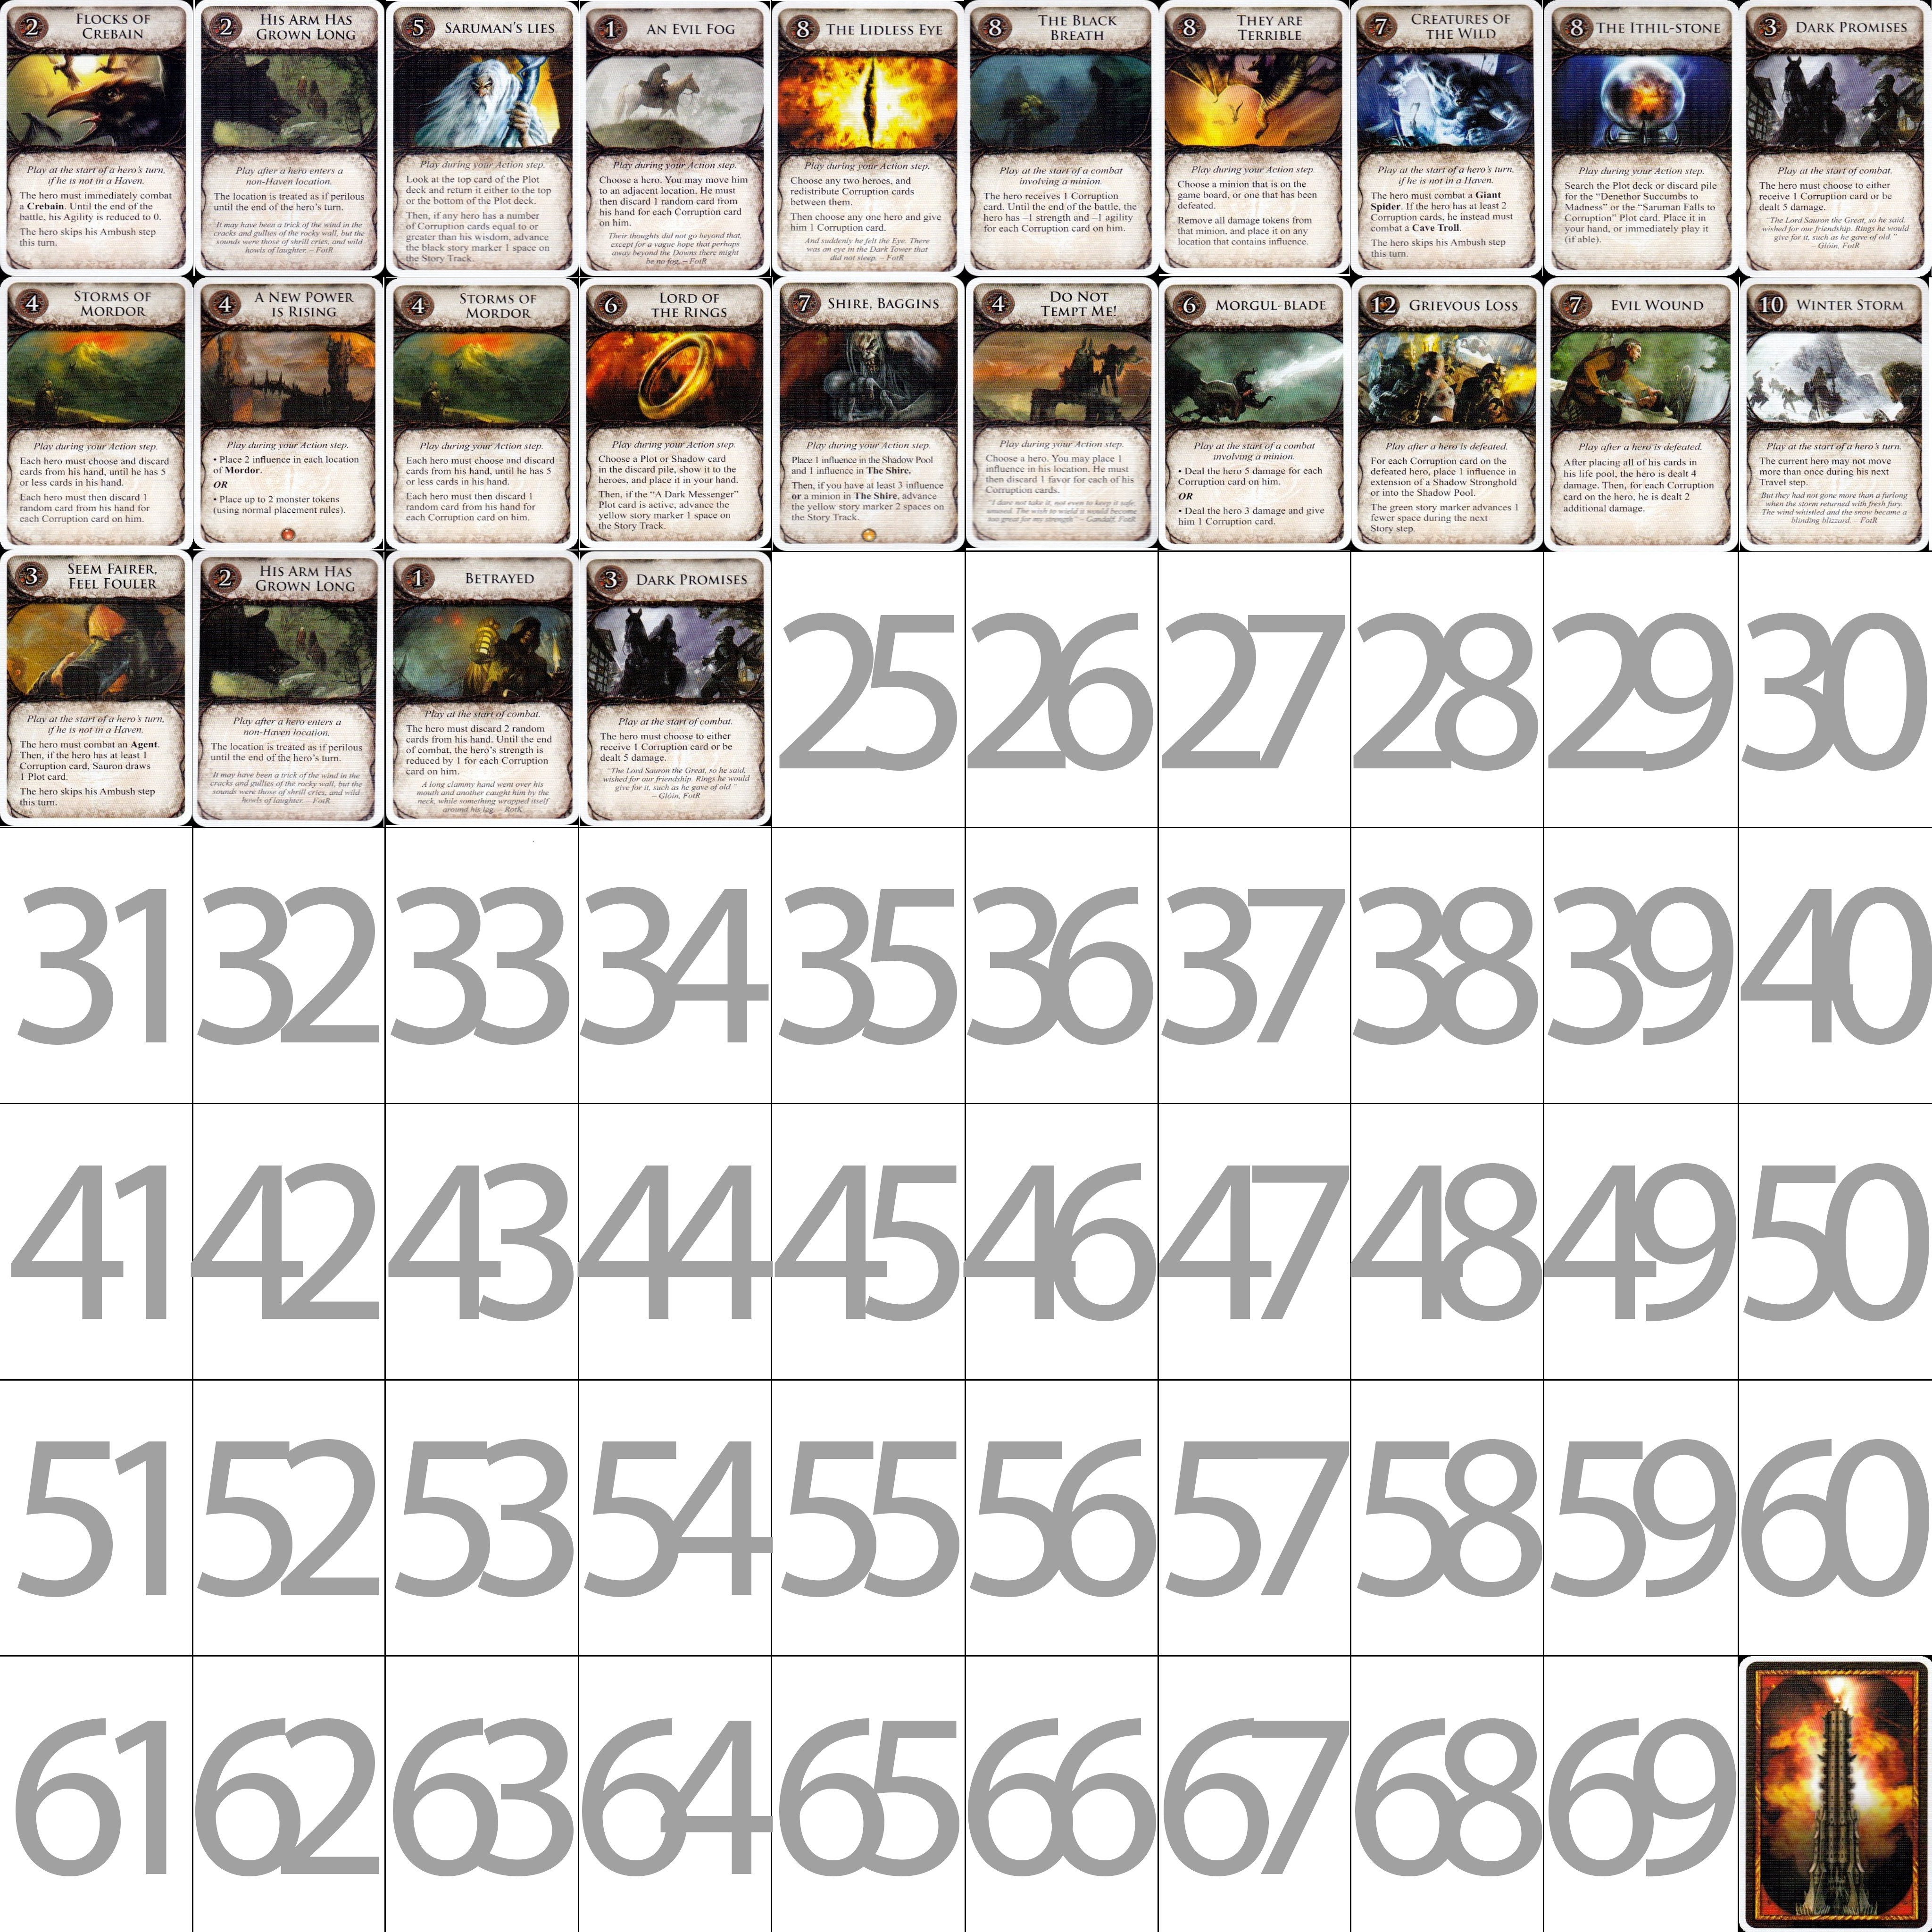 2
FLOCKS OF
CREBAIN
Play at the start of a hero's turn,
if he is not in a Haven.
The hero must immediately combat
a Crebain. Until the end of the
battle, his Agility is reduced to 0.
The hero skips his Ambush step
this turn.
2
HIS ARM HAS
GROWN LONG
Play after a hero enters a
non-Haven location.
The location is treated as if perilous
until the end of the hero's turn.
It may have been a trick of the wind in the
cracks and gullies of the rocky wall, but the
sounds were those of shrill cries, and wild
howls of laughter. – FotR
5
SARUMAN'S LIES
Play during your Action step.
Look at the top card of the Plot
deck and return it either to the top
or the bottom of the Plot deck.
Then, if any hero has a number
of Corruption cards equal to or
greater than his wisdom, advance
the black story marker 1 space on
the Story Track.
1
AN EVIL FOG
Play during your Action step.
Choose a hero. You may move him
to an adjacent location. He must
then discard 1 random card from
his hand for each Corruption card
on him.
Their thoughts did not go beyond that,
except for a vague hope that perhaps
away beyond the Downs there might
be no fog. – FotR
8
THE LIDLESS EYE
Play during your Action step.
Choose any two heroes, and
redistribute Corruption cards
between them.
Then choose any one hero and give
him 1 Corruption card.
And suddenly he felt the Eye. There
was an eye in the Dark Tower that
did not sleep. – FotR
8
THE BLACK
BREATH
Play at the start of a combat
involving a minion.
The hero receives 1 Corruption
card. Until the end of the battle, the
hero has –1 strength and –1 agility
for each Corruption card on him.
8
THEY ARE
TERRIBLE
Play during your Action step.
Choose a minion that is on the
game board, or one that has been
defeated.
Remove all damage tokens from
that minion, and place it on any
location that contains influence.
7
CREATURES OF
THE WILD
Play at the start of a hero's turn,
if he is not in a Haven.
The hero must combat a Giant
Spider. If the hero has at least 2
Corruption cards, he instead must
combat a Cave Troll.
The hero skips his Ambush step
this turn.
8
THE ITHIL-STONE
Play during your Action step.
Search the Plot deck or discard pile
for the "Denethor Succumbs to
Madness" or the "Saruman Falls to
Corruption" Plot card. Place it in
your hand, or immediately play it
(if able).
3
DARK PROMISES
Play at the start of combat.
The hero must choose to either
receive 1 Corruption card or be
dealt 5 damage.
"The Lord Sauron the Great, so he said,
wished for our friendship. Rings he would
give for it, such as he gave of old."
– Glóin, FotR
4
STORMS OF
MORDOR
Play during your Action step.
Each hero must choose and discard
cards from his hand, until he has 5
or less cards in his hand.
Each hero must then discard 1
random card from his hand for
each Corruption card on him.
4
A NEW POWER
IS RISING
Play during your Action step.
• Place 2 influence in each location
of Mordor.
OR
• Place up to 2 monster tokens
(using normal placement rules).
4
STORMS OF
MORDOR
Play during your Action step.
Each hero must choose and discard
cards from his hand, until he has 5
or less cards in his hand.
Each hero must then discard 1
random card from his hand for
each Corruption card on him.
6
LORD OF
THE RINGS
Play during your Action step.
Choose a Plot or Shadow card
in the discard pile, show it to the
heroes, and place it in your hand.
Then, if the "A Dark Messenger"
Plot card is active, advance the
yellow story marker 1 space on
the Story Track.
7
SHIRE, BAGGINS
Play during your Action step.
Place 1 influence in the Shadow Pool
and 1 influence in The Shire.
Then, if you have at least 3 influence
or a minion in The Shire, advance
the yellow story marker 2 spaces on
the Story Track.
4
DO NOT
TEMPT ME!
Play during your Action step.
Choose a hero. You may place 1
influence in his location. He must
then discard 1 favor for each of his
Corruption cards.
"I dare not take it, not even to keep it safe,
unused. The wish to wield it would become
too great for my strength" – Gandalf, FotR
6
MORGUL-BLADE
Play at the start of a combat
involving a minion.
• Deal the hero 5 damage for each
Corruption card on him.
OR
• Deal the hero 3 damage and give
him 1 Corruption card.
12
GRIEVOUS LOSS
Play after a hero is defeated.
For each Corruption card on the
defeated hero, place 1 influence in
extension of a Shadow Stronghold
or into the Shadow Pool.
The green story marker advances 1
fewer space during the next
Story step.
7
EVIL WOUND
Play after a hero is defeated.
After placing all of his cards in
his life pool, the hero is dealt 4
damage. Then, for each Corruption
card on the hero, he is dealt 2
additional damage.
10
WINTER STORM
Play at the start of a hero's turn.
The current hero may not move
more than once during his next
Travel step.
But they had not gone more than a furlong
when the storm returned with fresh fury.
The wind whistled and the snow became a
blinding blizzard. – FotR
3
SEEM FAIRER,
FEEL FOULER
Play at the start of a hero's turn,
if he is not in a Haven.
The hero must combat an Agent.
Then, if the hero has at least 1
Corruption card, Sauron draws
1 Plot card.
The hero skips his Ambush step
this turn.
2
HIS ARM HAS
GROWN LONG
Play after a hero enters a
non-Haven location.
The location is treated as if perilous
until the end of the hero's turn.
It may have been a trick of the wind in the
cracks and gullies of the rocky wall, but the
sounds were those of shrill cries, and wild
howls of laughter. – FotR
1
BETRAYED
Play at the start of combat.
The hero must discard 2 random
cards from his hand. Until the end
of combat, the hero's strength is
reduced by 1 for each Corruption
card on him.
A long clammy hand went over his
mouth and another caught him by the
neck, while something wrapped itself
around his leg. – RotK
3
DARK PROMISES
Play at the start of combat.
The hero must choose to either
receive 1 Corruption card or be
dealt 5 damage.
"The Lord Sauron the Great, so he said,
wished for our friendship. Rings he would
give for it, such as he gave of old."
– Glóin, FotR
25
26
27
28
29
30
31
32
33
34
35
36
37
38
39
40
41
42
43
44
45
46
47
48
49
50
51
52
53
54
55
56
57
58
59
60
61
62
63
64
65
66
67
68
69